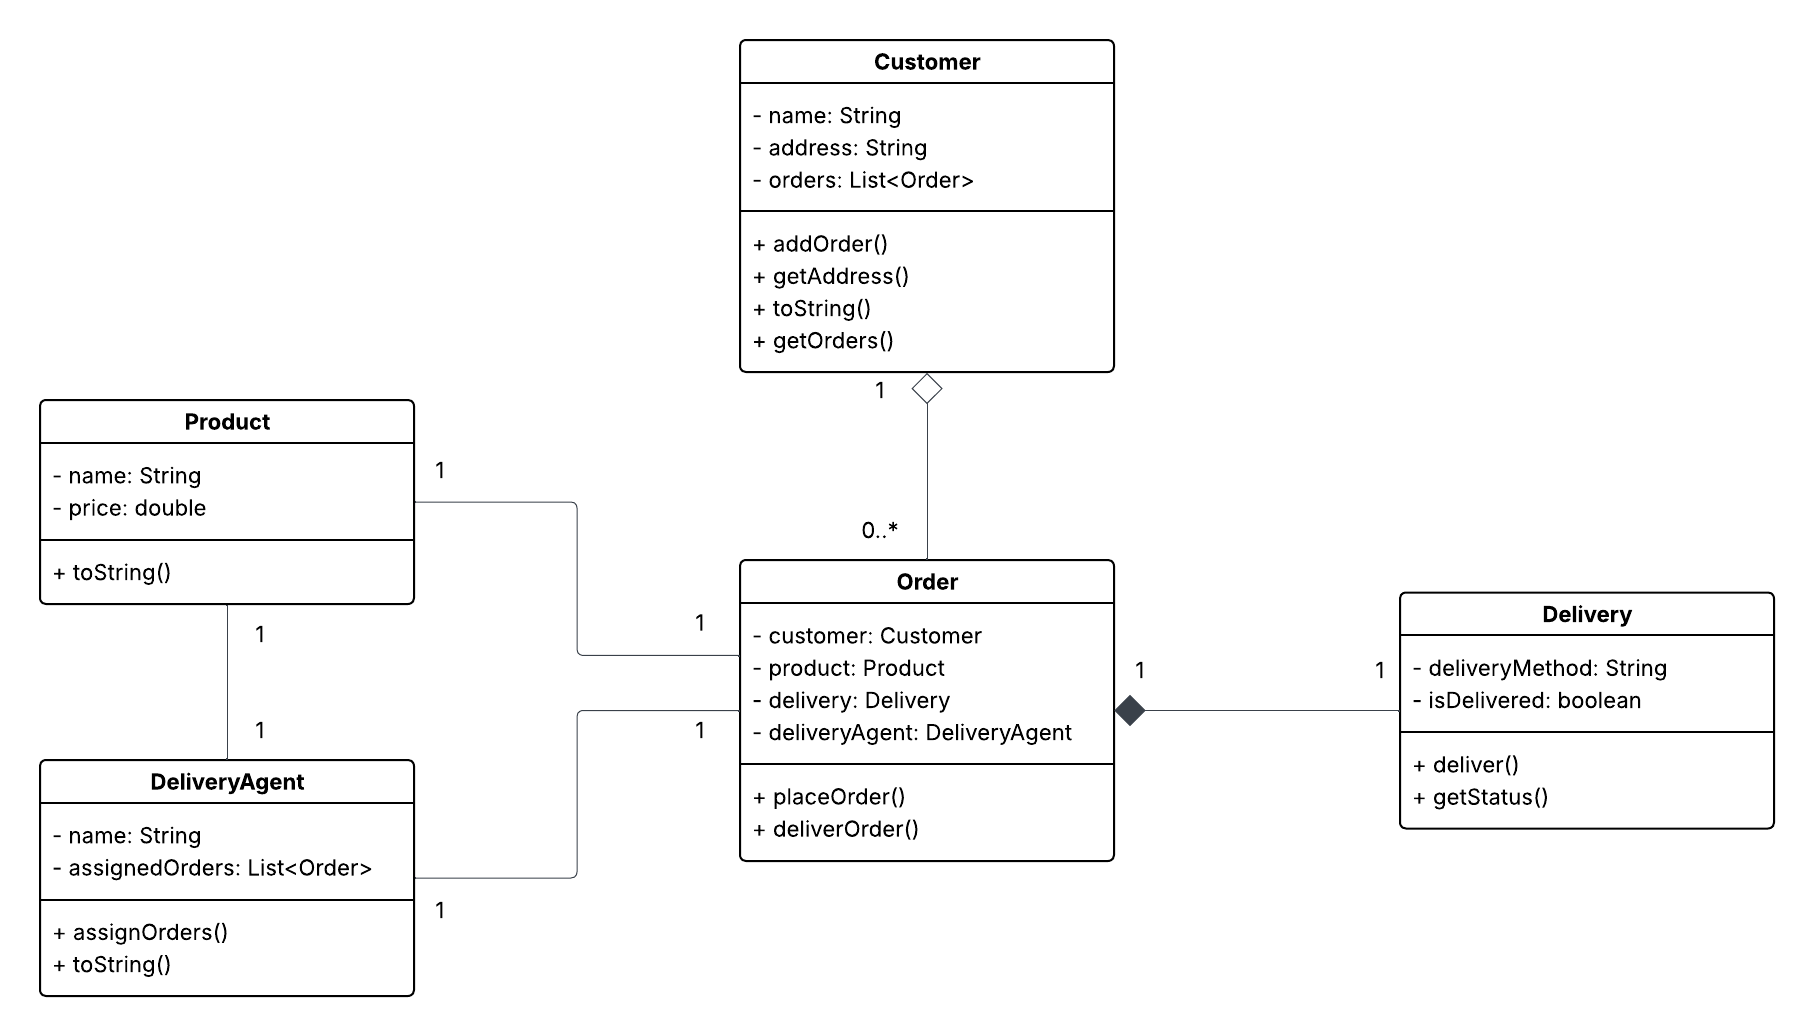 Customer
- name: String
- address: String
- orders: List<Order>
+ addOrder()
+ getAddress()
+ toString()
+ getOrders()
1
0..*
Product
- name: String
- price: double
+ toString()
1
1
1
1
DeliveryAgent
- name: String
- assignedOrders: List<Order>
+ assignOrders()
+ toString()
1
1
Order
- customer: Customer
- product: Product
- delivery: Delivery
- deliveryAgent: DeliveryAgent
+ placeOrder()
+ deliverOrder()
1
1
Delivery
- deliveryMethod: String
- isDelivered: boolean
+ deliver()
+ getStatus()